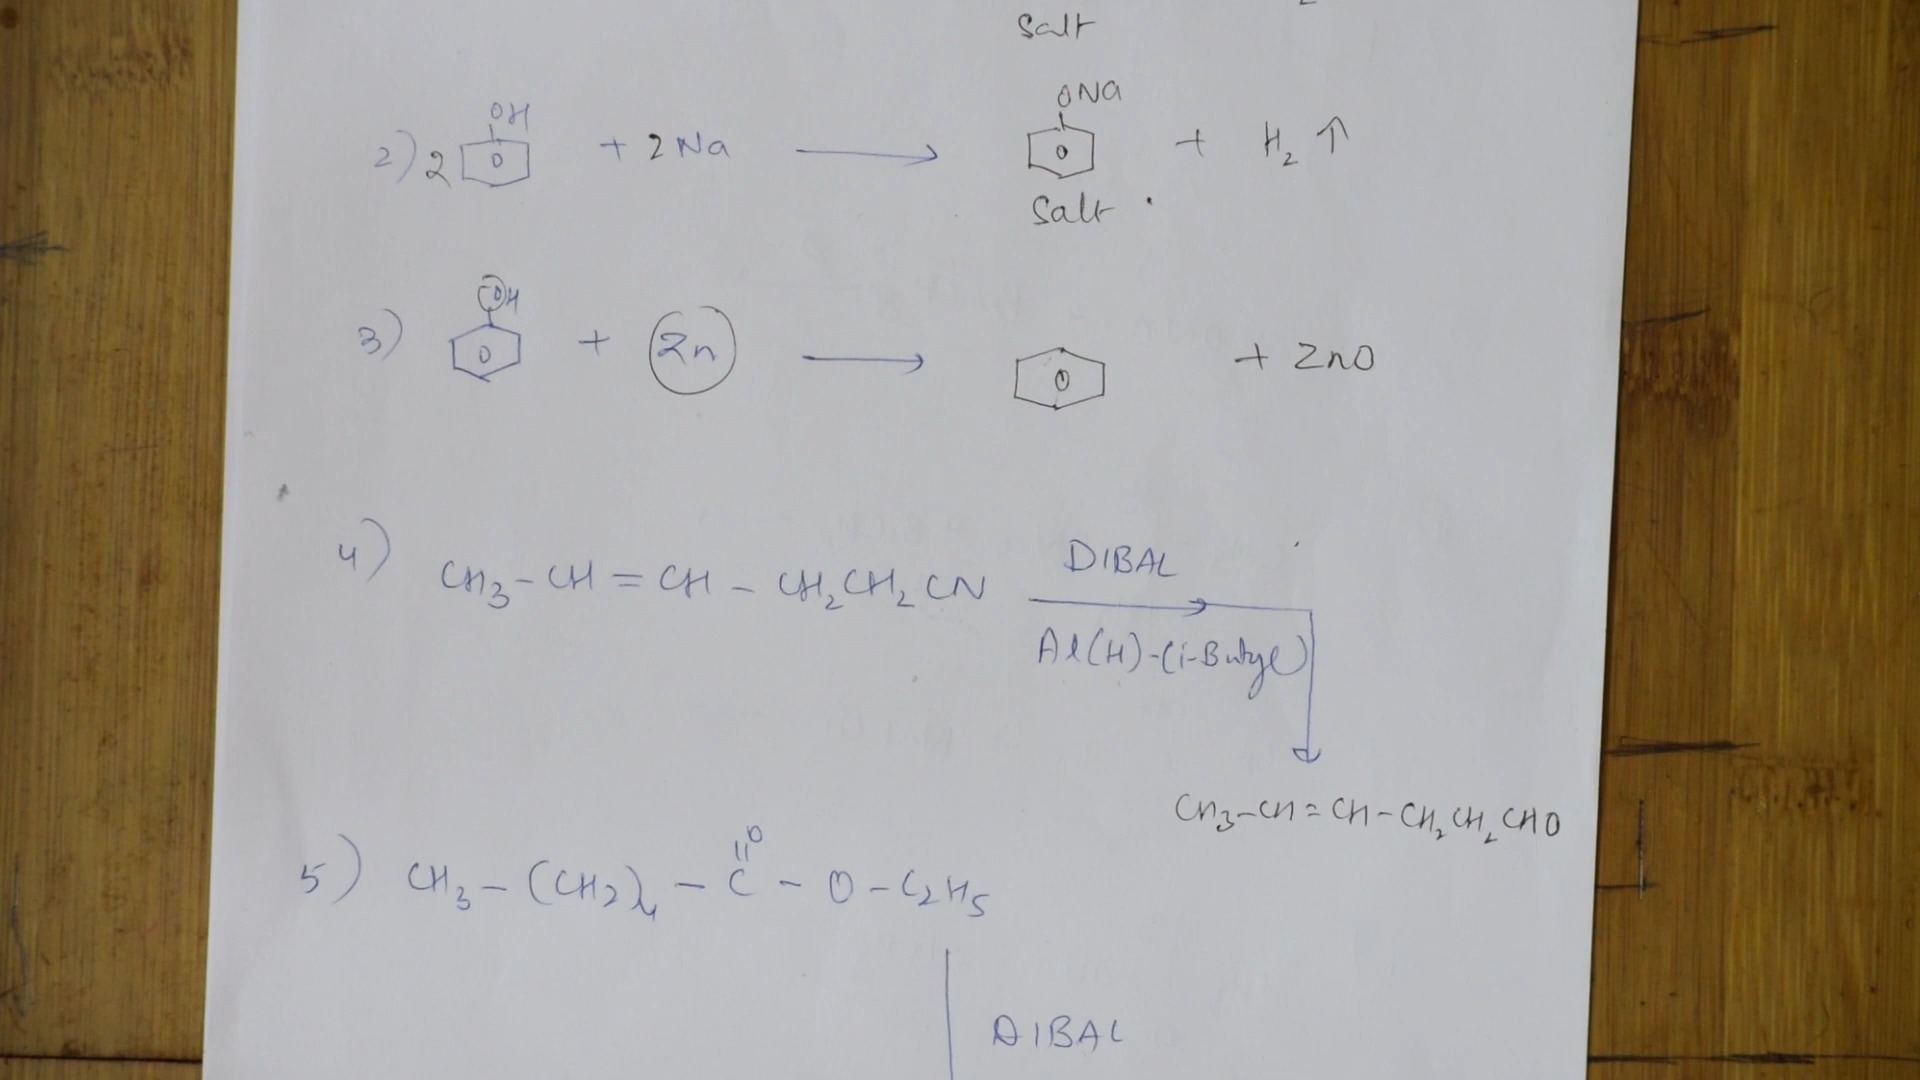 Salt
OH ONa
2) 2 + 2Na ⟶ + H₂ ↑
Salt
OH
3) + Zn ⟶ + ZnO
4) CH₃-CH=CH-CH₂CH₂CN DIBAL
Al(H)-(i-Butyl)
CH₃-CH=CH-CH₂CH₂CHO
O
5) CH₃-(CH₂)₄-C-O-C₂H₅
DIBAL